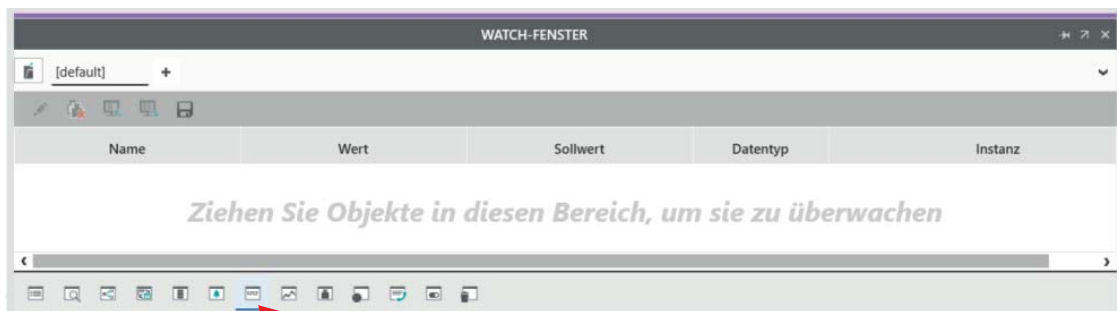 WATCH-FENSTER
[default] +
Name Wert Sollwert Datentyp Instanz
Ziehen Sie Objekte in diesen Bereich, um sie zu überwachen